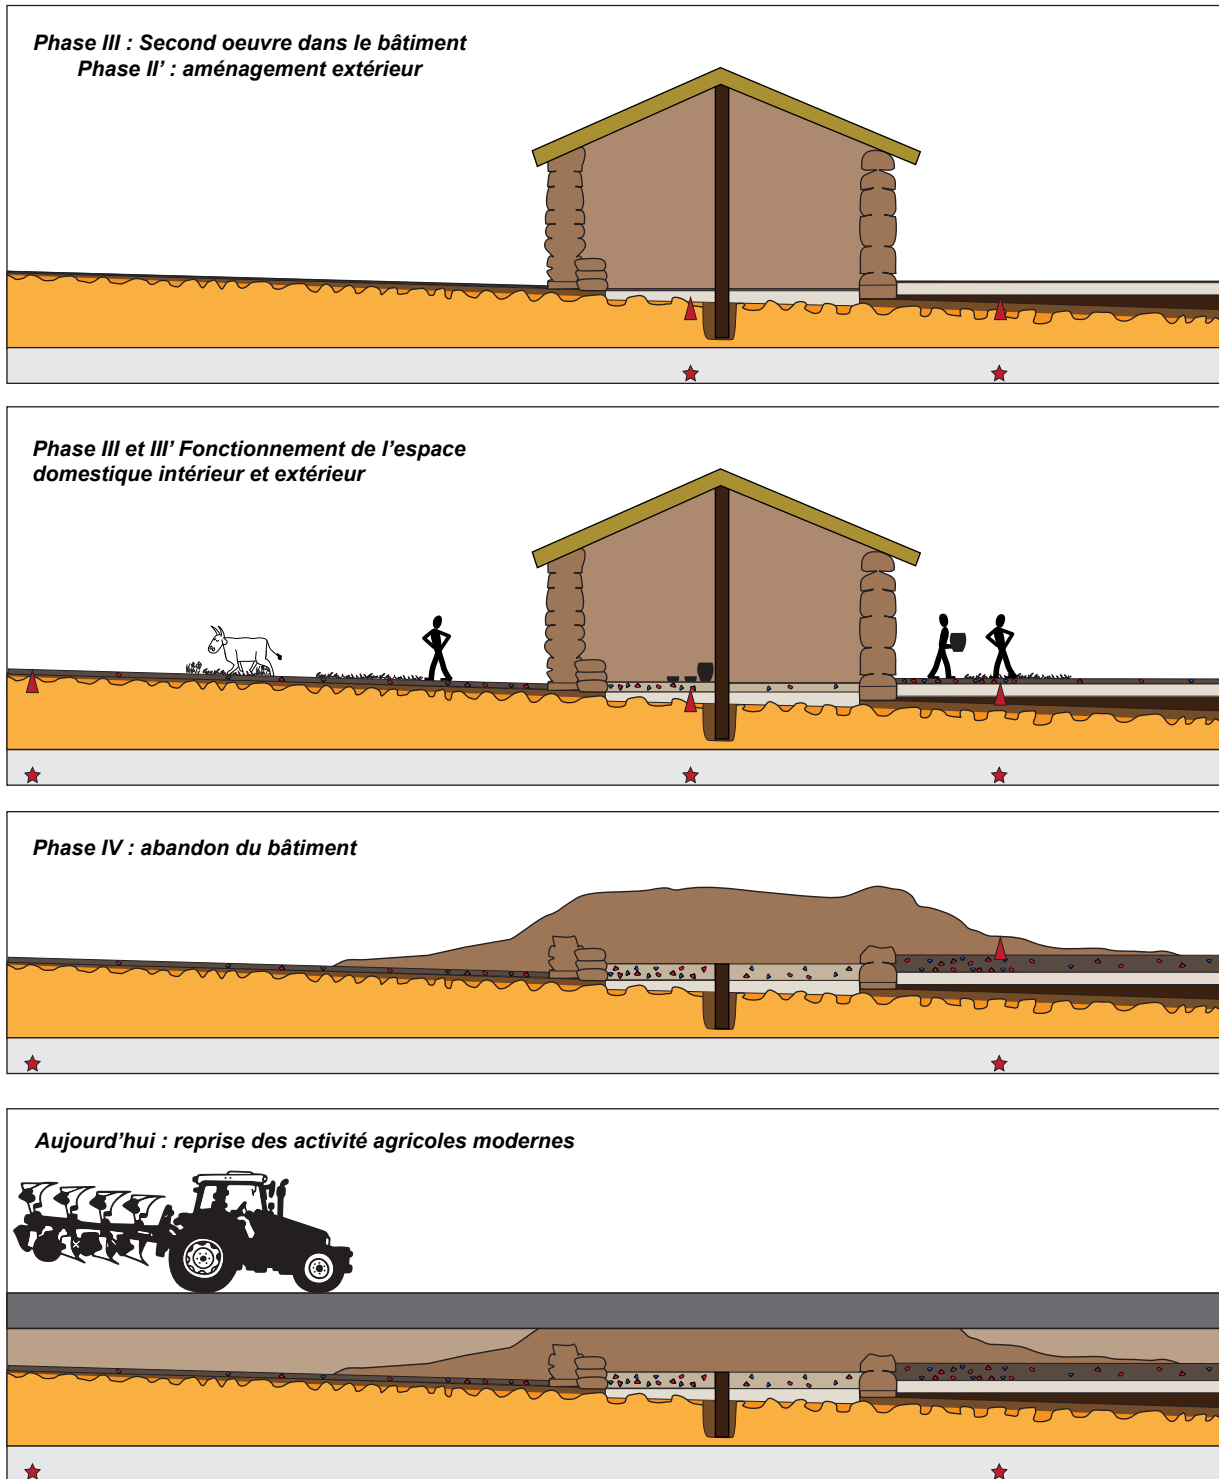 Phase III : Second oeuvre dans le bâtiment
Phase II' : aménagement extérieur
Phase III et III' Fonctionnement de l'espace
domestique intérieur et extérieur
Phase IV : abandon du bâtiment
Aujourd'hui : reprise des activité agricoles modernes